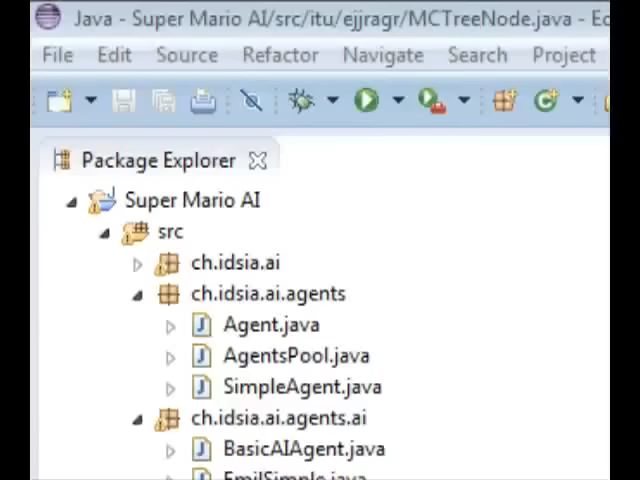 Java - Super Mario AI/src/itu/ejjragr/MCTreeNode.java - Ec
File Edit Source Refactor Navigate Search Project
Package Explorer
Super Mario AI
src
ch.idsia.ai
ch.idsia.ai.agents
Agent.java
AgentsPool.java
SimpleAgent.java
ch.idsia.ai.agents.ai
BasicAIAgent.java
EmilSimple.java